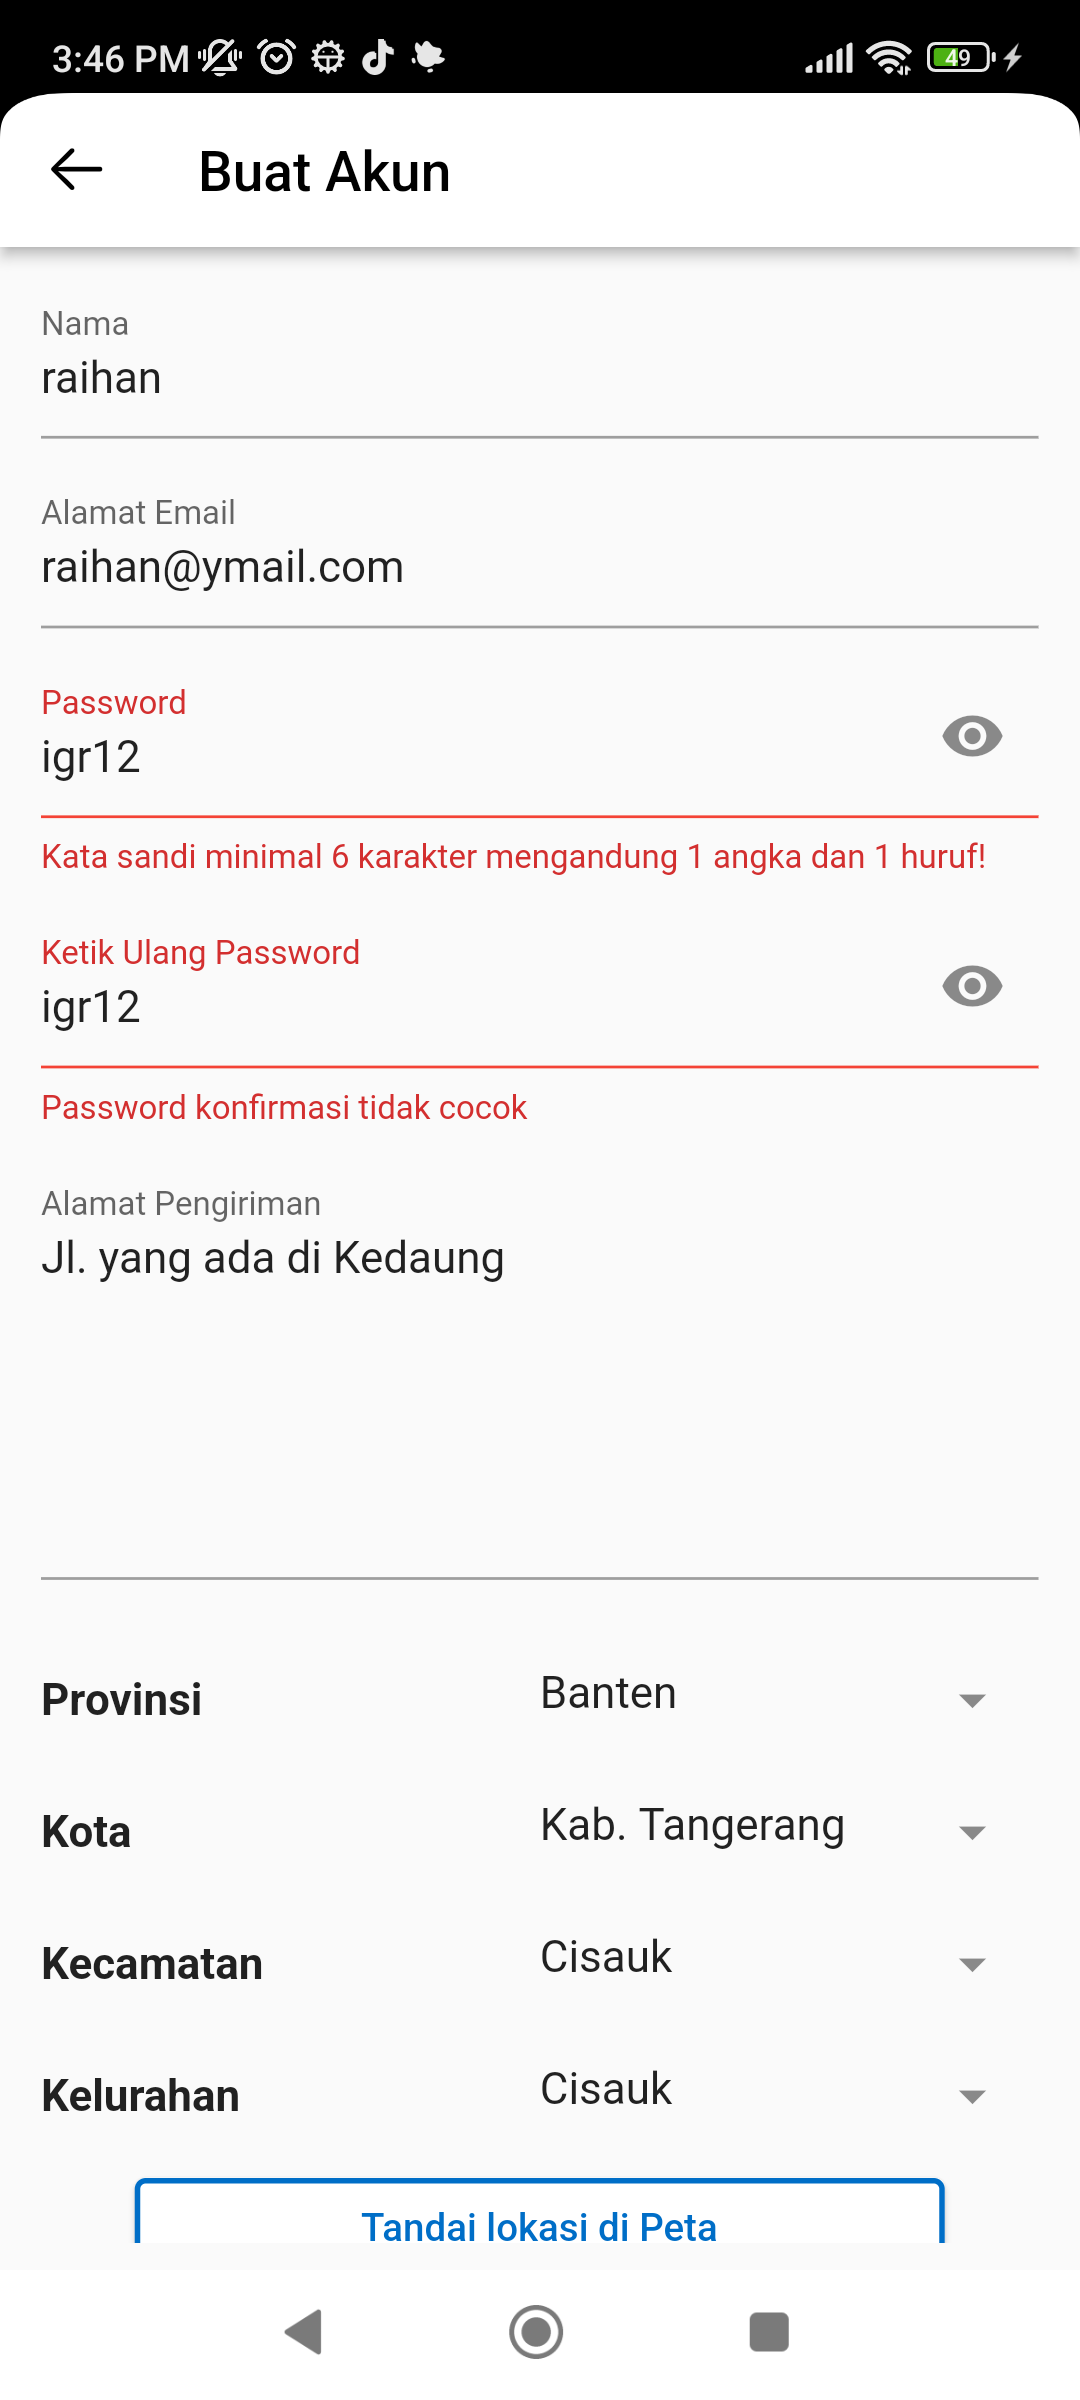 3:46 PM
49
Buat Akun
Nama
raihan
Alamat Email
raihan@ymail.com
Password
igr12
Kata sandi minimal 6 karakter mengandung 1 angka dan 1 huruf!
Ketik Ulang Password
igr12
Password konfirmasi tidak cocok
Alamat Pengiriman
Jl. yang ada di Kedaung
Provinsi Banten
Kota Kab. Tangerang
Kecamatan Cisauk
Kelurahan Cisauk
Tandai lokasi di Peta